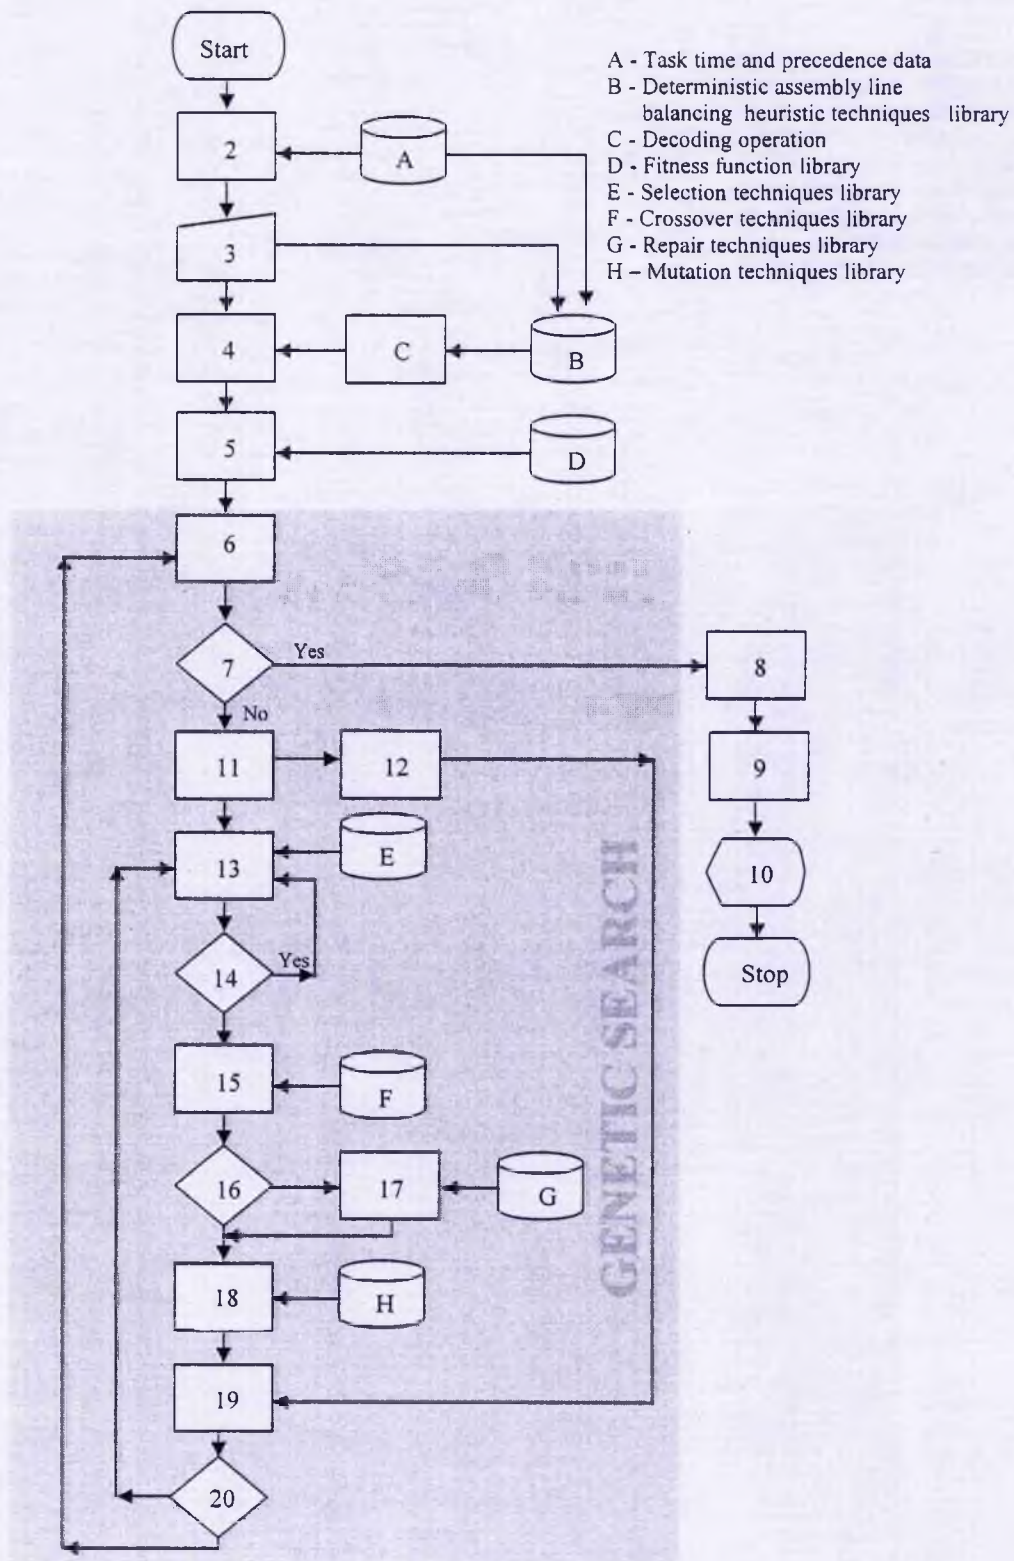 Start
A - Task time and precedence data
B - Deterministic assembly line
balancing heuristic techniques library
C - Decoding operation
D - Fitness function library
E - Selection techniques library
F - Crossover techniques library
G - Repair techniques library
H – Mutation techniques library
2
A
3
4
C
B
5
D
6
7
Yes
8
No
11
12
9
13
E
10
14
Yes
Stop
15
F
16
17
G
18
H
19
20
GENETIC SEARCH